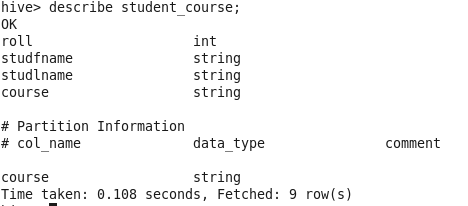 hive> describe student_course;
OK
roll int
studfname string
studlname string
course string
# Partition Information
# col_name data_type comment
course string
Time taken: 0.108 seconds, Fetched: 9 row(s)